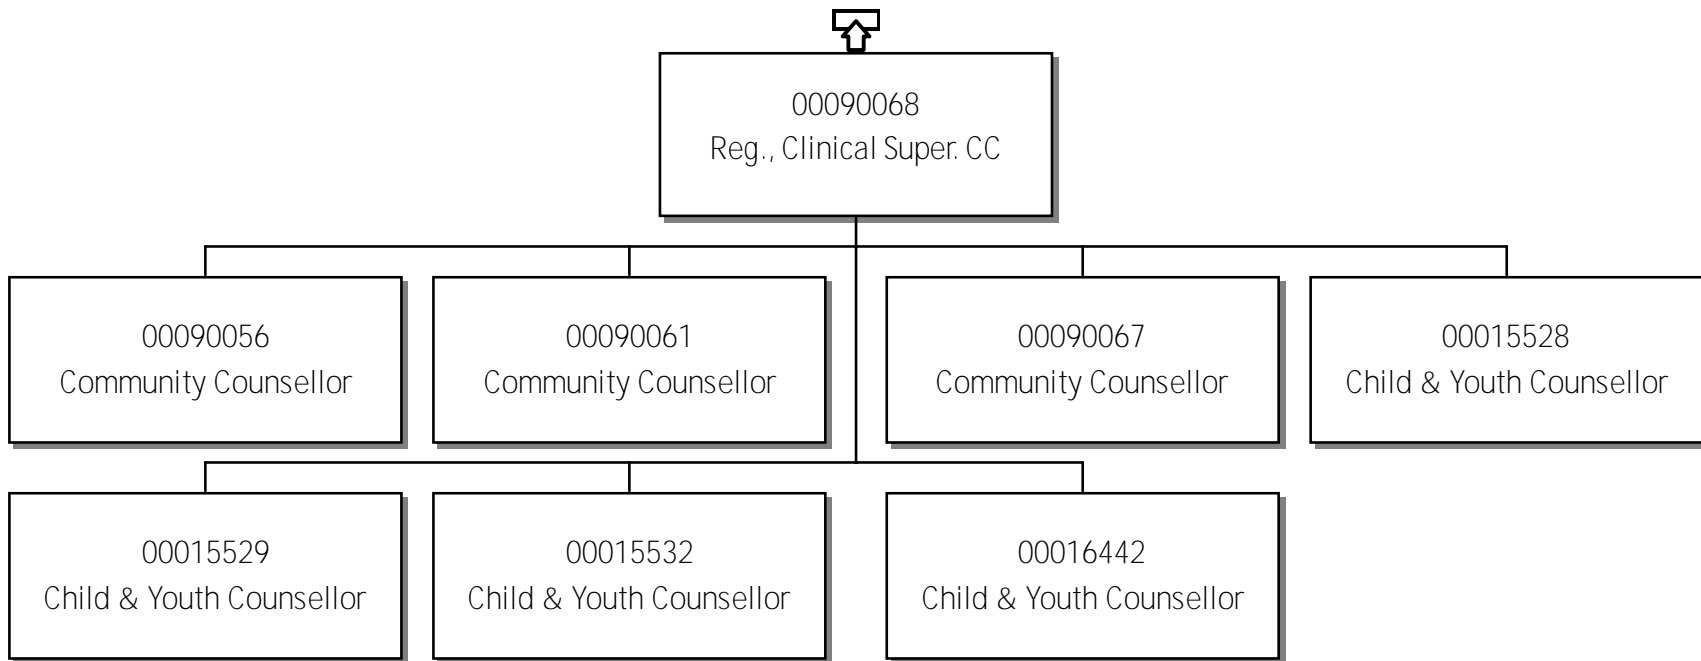 00090068
Reg., Clinical Super. CC
00090056
Community Counsellor
00090061
Community Counsellor
00090067
Community Counsellor
00015528
Child & Youth Counsellor
00015529
Child & Youth Counsellor
00015532
Child & Youth Counsellor
00016442
Child & Youth Counsellor